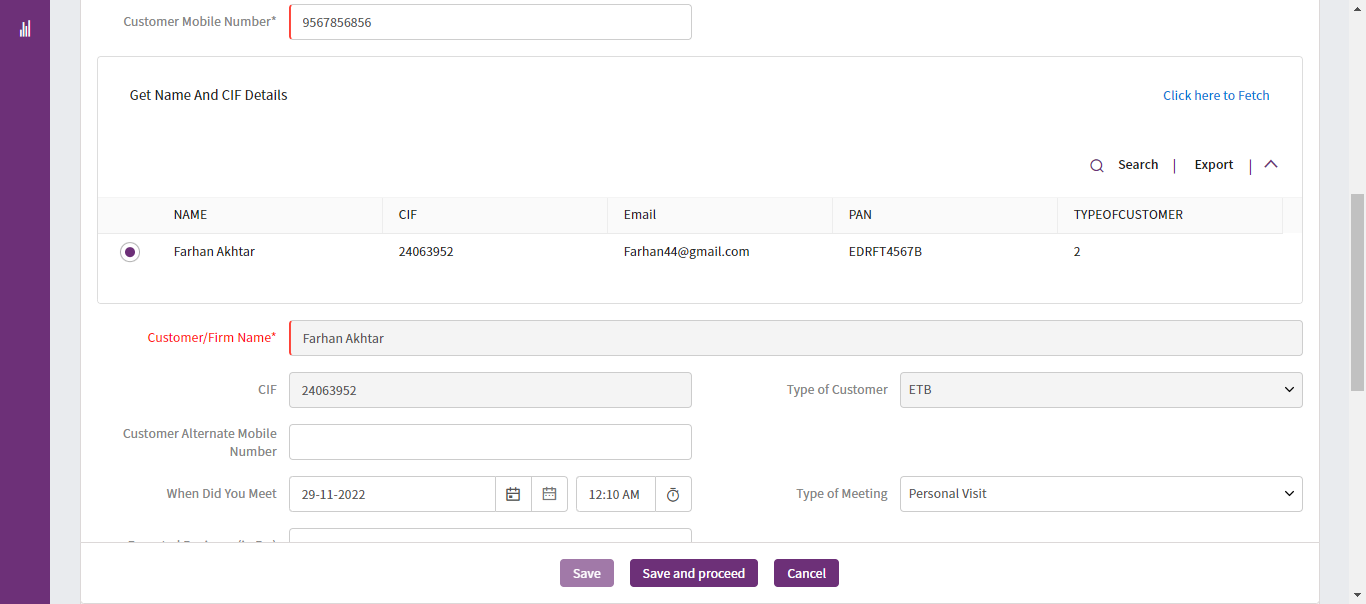 Customer Mobile Number*
9567856856
Get Name And CIF Details
Click here to Fetch
Search | Export |
NAME CIF Email PAN TYPEOFCUSTOMER
Farhan Akhtar 24063952 Farhan44@gmail.com EDRFT4567B 2
Customer/Firm Name*
Farhan Akhtar
CIF
24063952
Type of Customer
ETB
Customer Alternate Mobile
Number
When Did You Meet
29-11-2022
12:10 AM
Type of Meeting
Personal Visit
Save
Save and proceed
Cancel